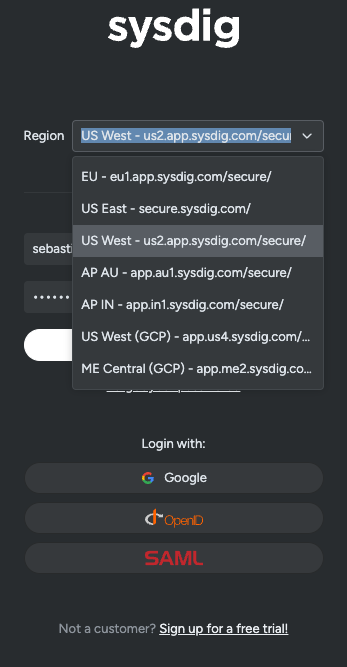 sysdig
Region
US West - us2.app.sysdig.com/secur
EU - eu1.app.sysdig.com/secure/
US East - secure.sysdig.com/
US West - us2.app.sysdig.com/secure/
AP AU - app.au1.sysdig.com/secure/
AP IN - app.in1.sysdig.com/secure/
US West (GCP) - app.us4.sysdig.com/...
ME Central (GCP) - app.me2.sysdig.co...
sebasti
Login with:
Google
OpenID
SAML
Not a customer? Sign up for a free trial!